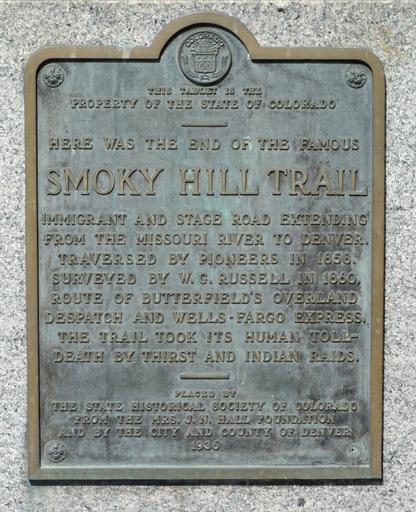 COLORADO
THIS TABLET IS THE
PROPERTY OF THE STATE OF COLORADO
HERE WAS THE END OF THE FAMOUS
SMOKY HILL TRAIL
IMMIGRANT AND STAGE ROAD EXTENDING
FROM THE MISSOURI RIVER TO DENVER.
TRAVERSED BY PIONEERS IN 1858.
SURVEYED BY W. G. RUSSELL IN 1860.
ROUTE OF BUTTERFIELD'S OVERLAND
DESPATCH AND WELLS-FARGO EXPRESS.
THE TRAIL TOOK ITS HUMAN TOLL-
DEATH BY THIRST AND INDIAN RAIDS.
PLACED BY
THE STATE HISTORICAL SOCIETY OF COLORADO
FROM THE MRS. J. N. HALL FOUNDATION
AND BY THE CITY AND COUNTY OF DENVER
1936